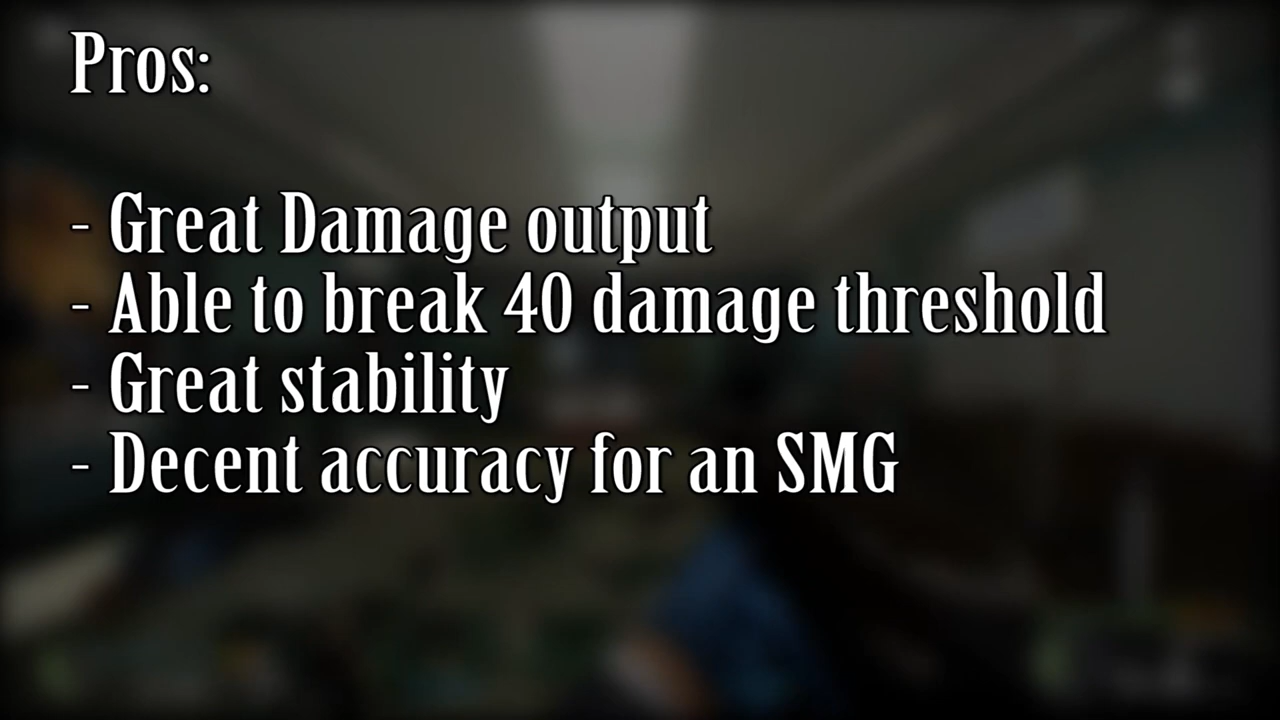 Pros:
- Great Damage output
- Able to break 40 damage threshold
- Great stability
- Decent accuracy for an SMG